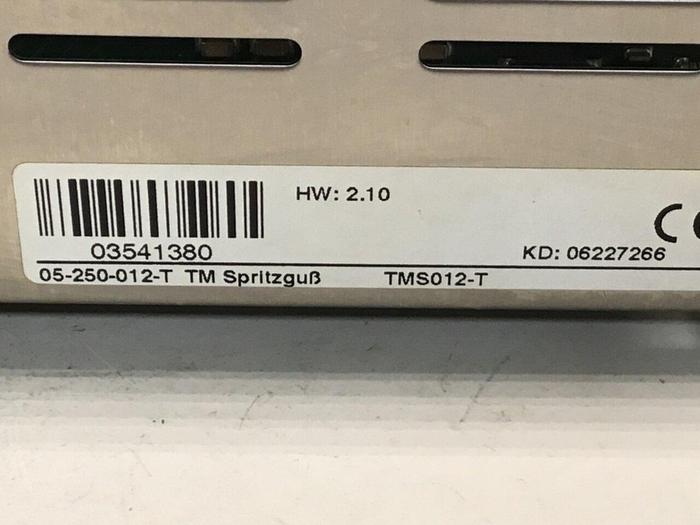 HW: 2.10
03541380
KD: 06227266
05-250-012-T TM Spritzguß TMS012-T